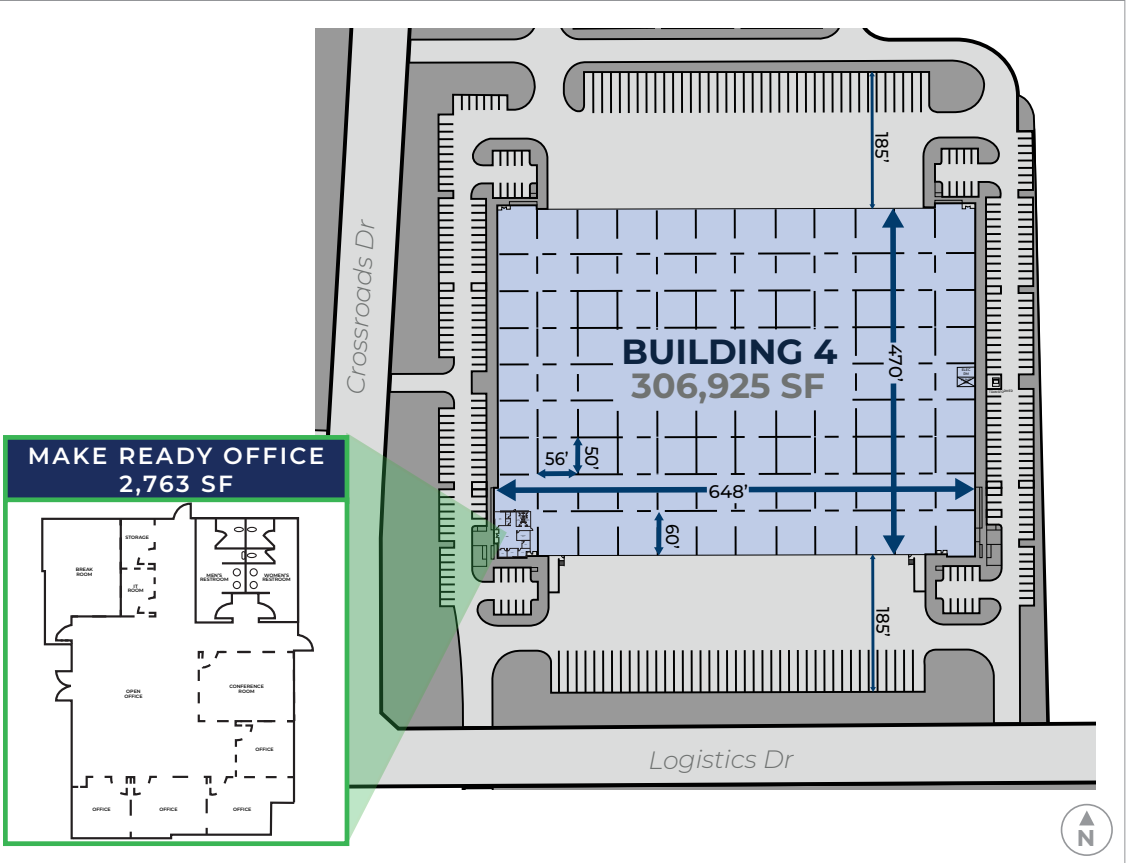 185'
Crossroads Dr
BUILDING 4
306,925 SF
470'
56'
50'
648'
60'
185'
Logistics Dr
MAKE READY OFFICE
2,763 SF
STORAGE
BREAK
ROOM
IT
ROOM
MEN'S
RESTROOM
WOMEN'S
RESTROOM
OPEN
OFFICE
CONFERENCE
ROOM
OFFICE
OFFICE
OFFICE
OFFICE
N